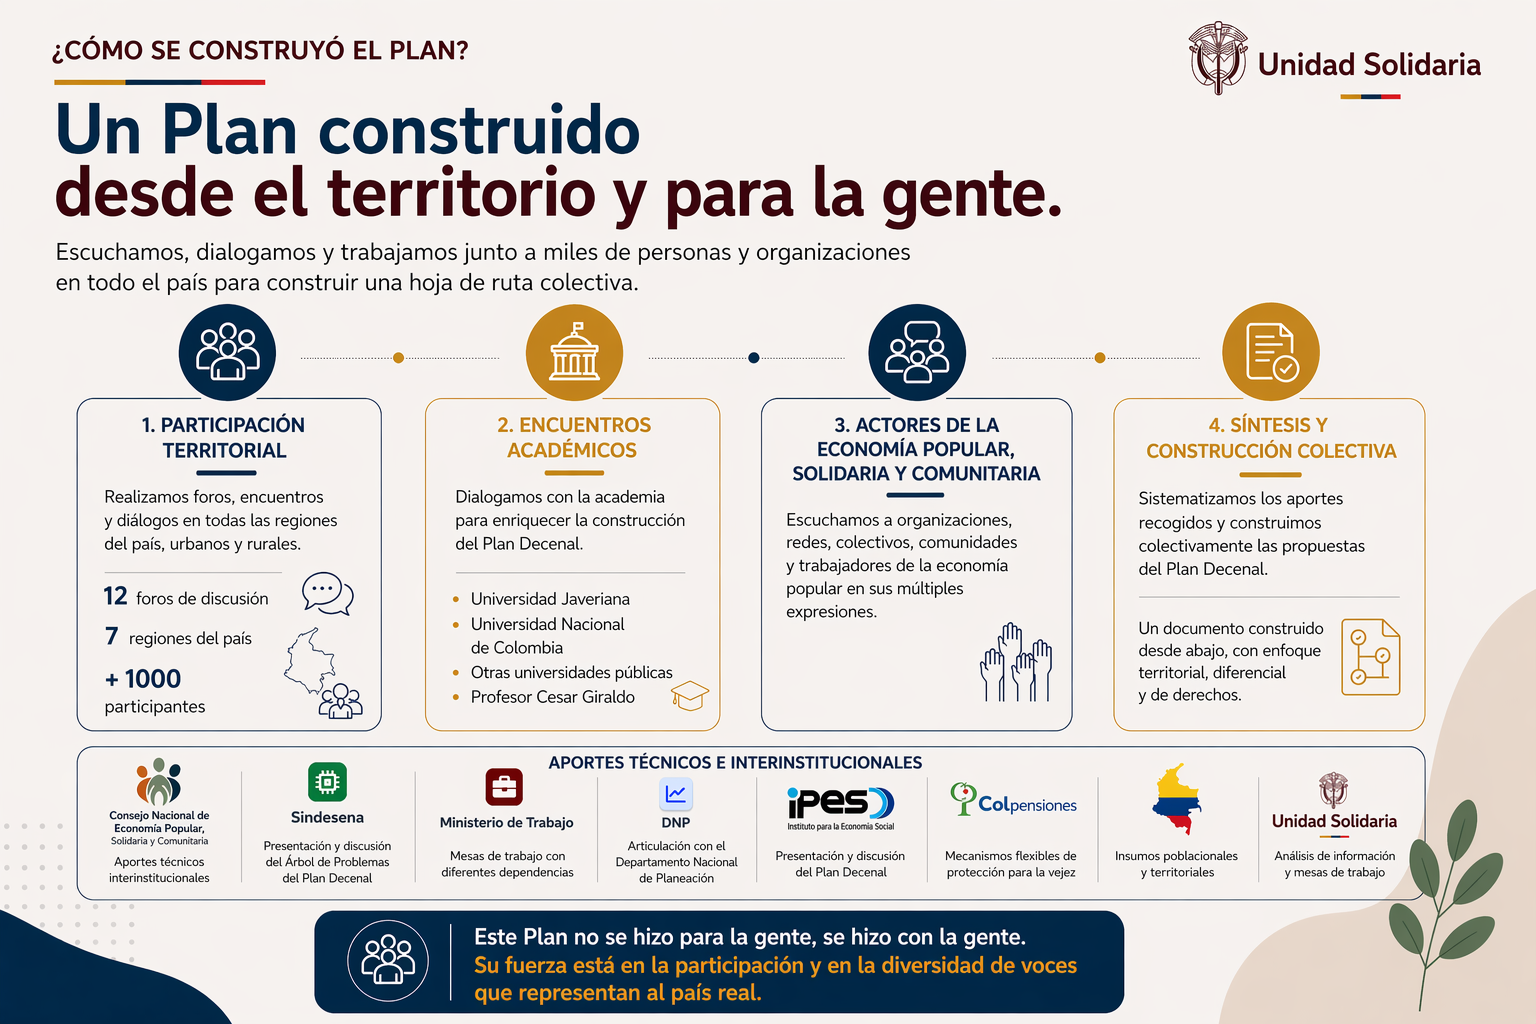 ¿CÓMO SE CONSTRUYÓ EL PLAN?
Unidad Solidaria
Un Plan construido
desde el territorio y para la gente.
Escuchamos, dialogamos y trabajamos junto a miles de personas y organizaciones
en todo el país para construir una hoja de ruta colectiva.
1. PARTICIPACIÓN
TERRITORIAL
Realizamos foros, encuentros
y diálogos en todas las regiones
del país, urbanos y rurales.
12 foros de discusión
7 regiones del país
+ 1000
participantes
2. ENCUENTROS
ACADÉMICOS
Dialogamos con la academia
para enriquecer la construcción
del Plan Decenal.
• Universidad Javeriana
• Universidad Nacional
de Colombia
• Otras universidades públicas
• Profesor Cesar Giraldo
3. ACTORES DE LA
ECONOMÍA POPULAR,
SOLIDARIA Y COMUNITARIA
Escuchamos a organizaciones,
redes, colectivos, comunidades
y trabajadores de la economía
popular en sus múltiples
expresiones.
4. SÍNTESIS Y
CONSTRUCCIÓN COLECTIVA
Sistematizamos los aportes
recogidos y construimos
colectivamente las propuestas
del Plan Decenal.
Un documento construido
desde abajo, con enfoque
territorial, diferencial
y de derechos.
APORTES TÉCNICOS E INTERINSTITUCIONALES
Consejo Nacional de
Economía Popular,
Solidaria y Comunitaria
Aportes técnicos
interinstitucionales
Sindesena
Presentación y discusión
del Árbol de Problemas
del Plan Decenal
Ministerio de Trabajo
Mesas de trabajo con
diferentes dependencias
DNP
Articulación con el
Departamento Nacional
de Planeación
iPES
Instituto para la Economía Social
Presentación y discusión
del Plan Decenal
Colpensiones
Mecanismos flexibles de
protección para la vejez
Insumos poblacionales
y territoriales
Unidad Solidaria
Análisis de información
y mesas de trabajo
Este Plan no se hizo para la gente, se hizo con la gente.
Su fuerza está en la participación y en la diversidad de voces
que representan al país real.